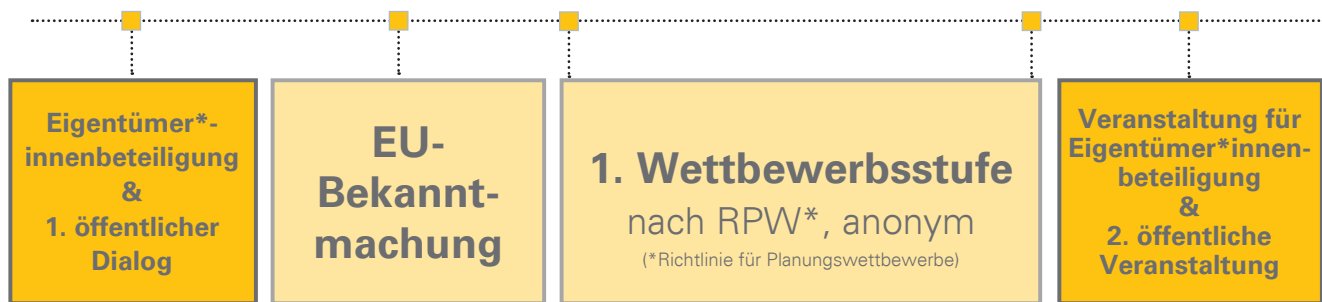 Eigentümer*-
innenbeteiligung
&
1. öffentlicher
Dialog
EU-
Bekannt-
machung
1. Wettbewerbsstufe
nach RPW*, anonym
(*Richtlinie für Planungswettbewerbe)
Veranstaltung für
Eigentümer*innen-
beteiligung
&
2. öffentliche
Veranstaltung